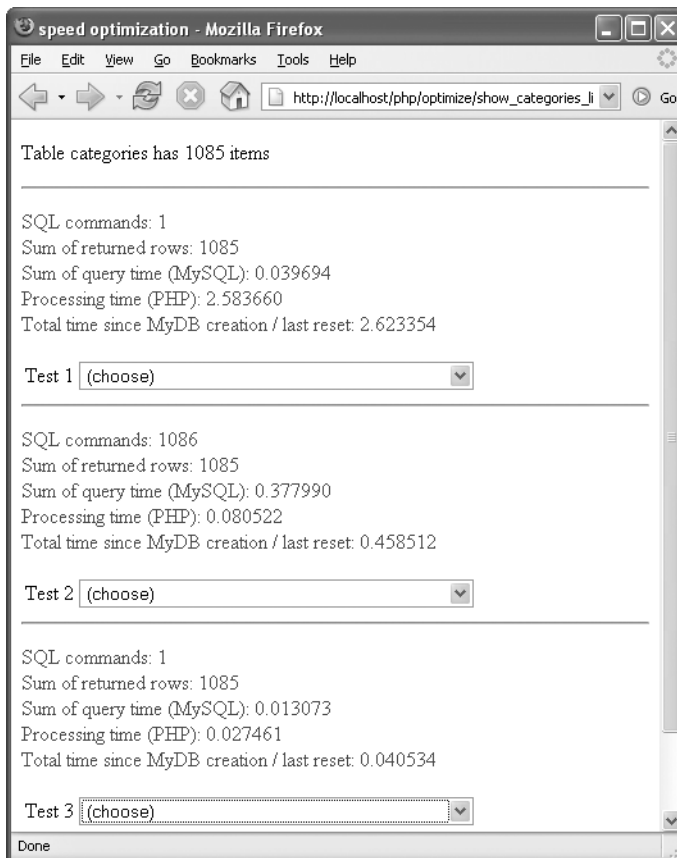 speed optimization - Mozilla Firefox
File Edit View Go Bookmarks Tools Help
http://localhost/php/optimize/show_categories_li Go
Table categories has 1085 items
SQL commands: 1
Sum of returned rows: 1085
Sum of query time (MySQL): 0.039694
Processing time (PHP): 2.583660
Total time since MyDB creation / last reset: 2.623354
Test 1 (choose)
SQL commands: 1086
Sum of returned rows: 1085
Sum of query time (MySQL): 0.377990
Processing time (PHP): 0.080522
Total time since MyDB creation / last reset: 0.458512
Test 2 (choose)
SQL commands: 1
Sum of returned rows: 1085
Sum of query time (MySQL): 0.013073
Processing time (PHP): 0.027461
Total time since MyDB creation / last reset: 0.040534
Test 3 (choose)
Done